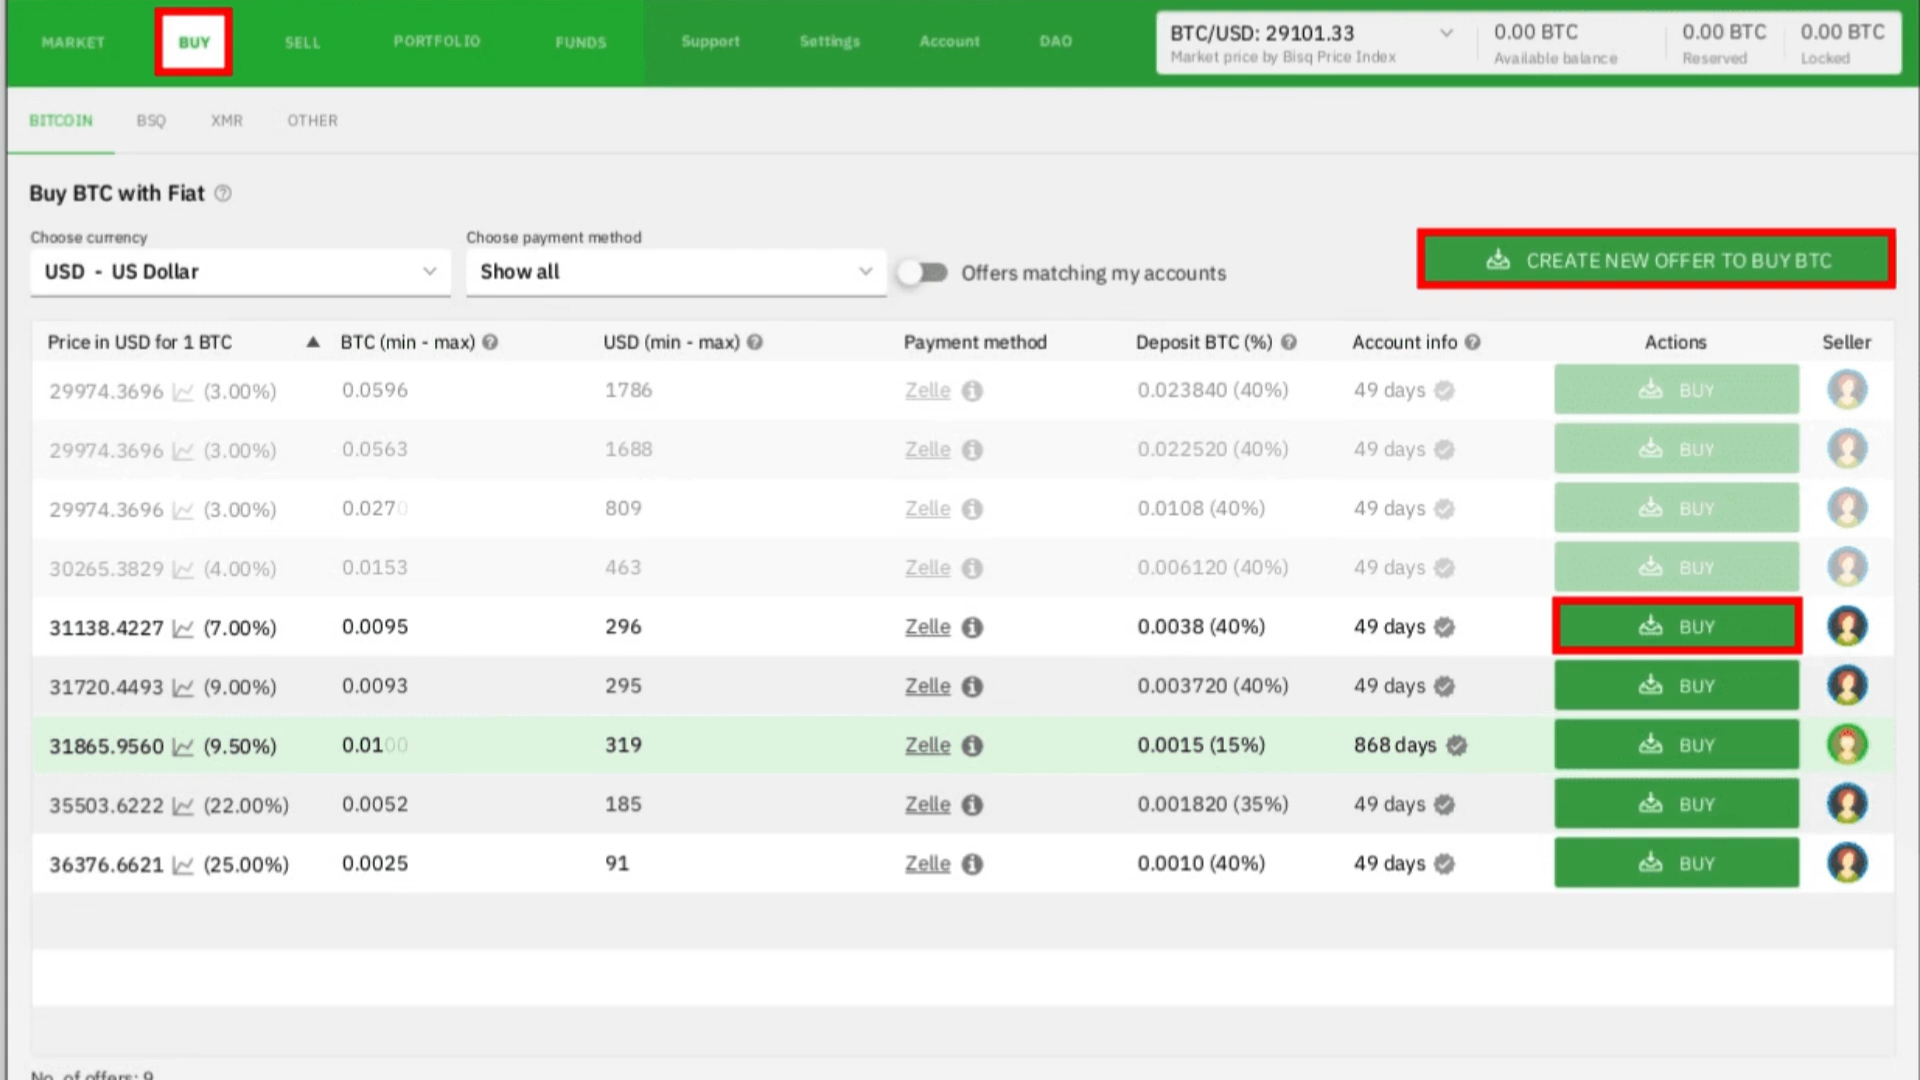 MARKET BUY SELL PORTFOLIO FUNDS Support Settings Account DAO BTC/USD: 29101.33 0.00 BTC 0.00 BTC 0.00 BTC
Market price by Bisq Price Index Available balance Reserved Locked
BITCOIN BSQ XMR OTHER
Buy BTC with Fiat
Choose currency Choose payment method
USD - US Dollar Show all Offers matching my accounts CREATE NEW OFFER TO BUY BTC
Price in USD for 1 BTC BTC (min - max) USD (min - max) Payment method Deposit BTC (%) Account info Actions Seller
29974.3696 (3.00%) 0.0596 1786 Zelle 0.023840 (40%) 49 days BUY
29974.3696 (3.00%) 0.0563 1688 Zelle 0.022520 (40%) 49 days BUY
29974.3696 (3.00%) 0.0270 809 Zelle 0.0108 (40%) 49 days BUY
30265.3829 (4.00%) 0.0153 463 Zelle 0.006120 (40%) 49 days BUY
31138.4227 (7.00%) 0.0095 296 Zelle 0.0038 (40%) 49 days BUY
31720.4493 (9.00%) 0.0093 295 Zelle 0.003720 (40%) 49 days BUY
31865.9560 (9.50%) 0.0100 319 Zelle 0.0015 (15%) 868 days BUY
35503.6222 (22.00%) 0.0052 185 Zelle 0.001820 (35%) 49 days BUY
36376.6621 (25.00%) 0.0025 91 Zelle 0.0010 (40%) 49 days BUY
No. of offers: 9